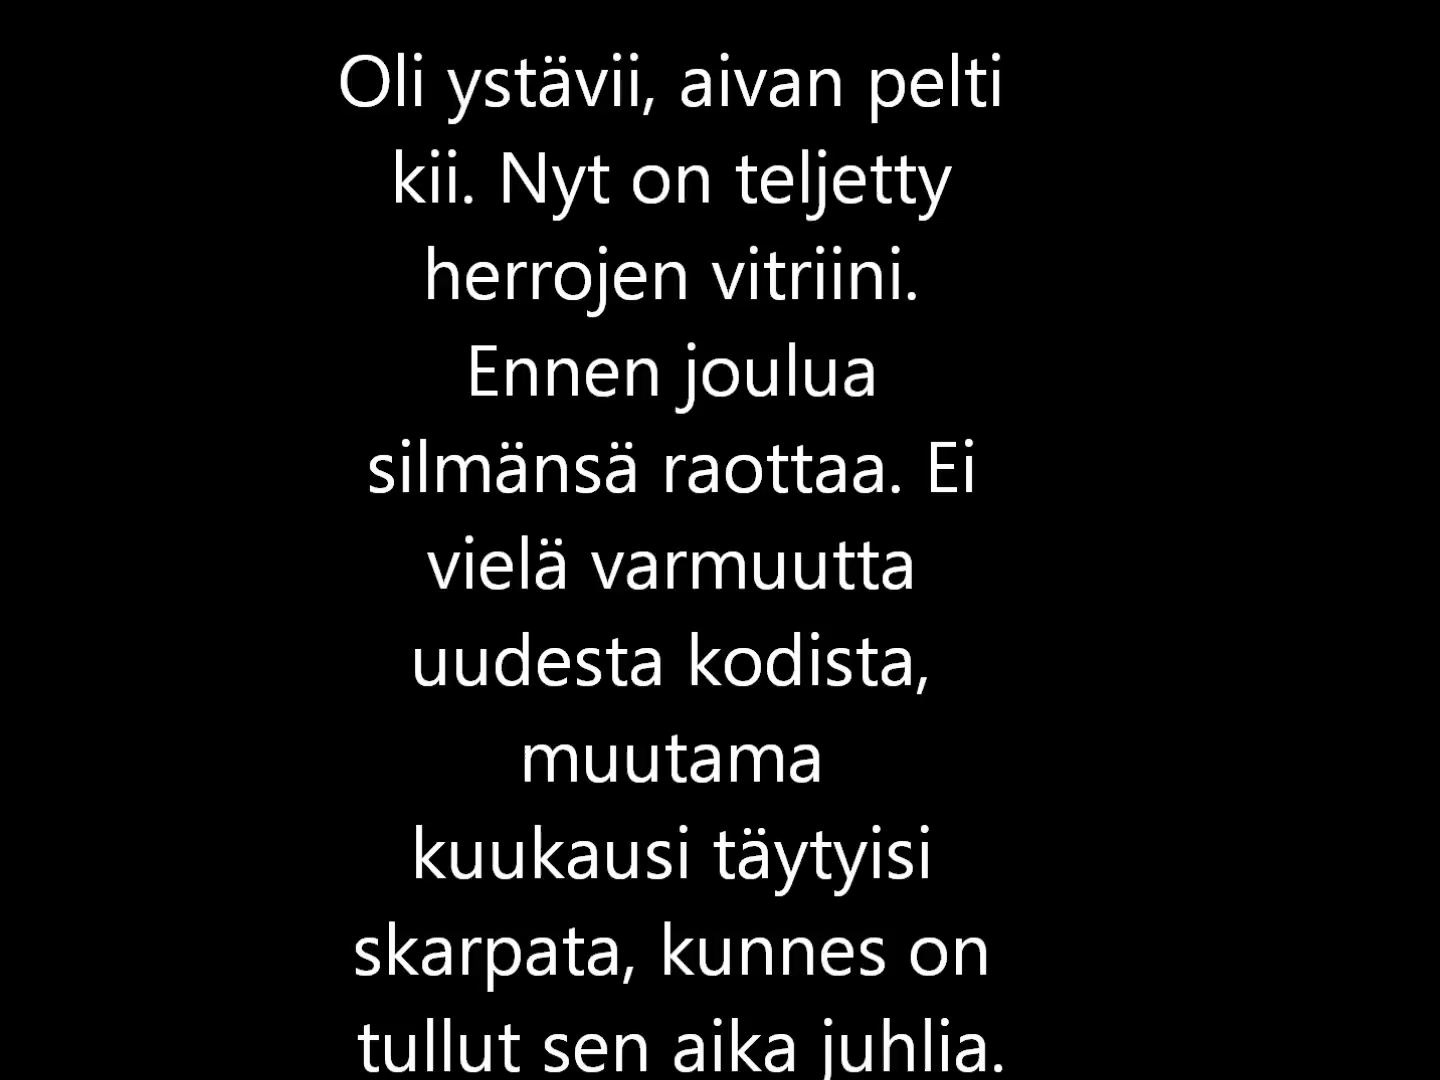 Oli ystävii, aivan pelti
kii. Nyt on teljetty
herrojen vitriini.
Ennen joulua
silmänsä raottaa. Ei
vielä varmuutta
uudesta kodista,
muutama
kuukausi täytyisi
skarpata, kunnes on
tullut sen aika juhlia.